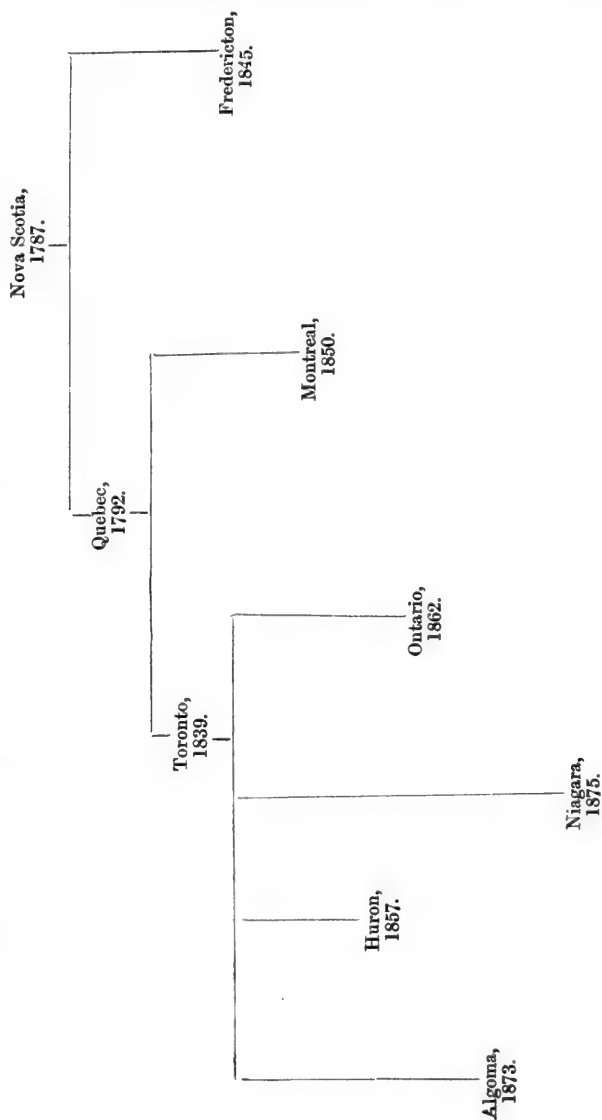 Nova Scotia,
1787.
Quebec,
1792.
Fredericton,
1845.
Toronto,
1839.
Montreal,
1850.
Algoma,
1873.
Huron,
1857.
Niagara,
1875.
Ontario,
1862.